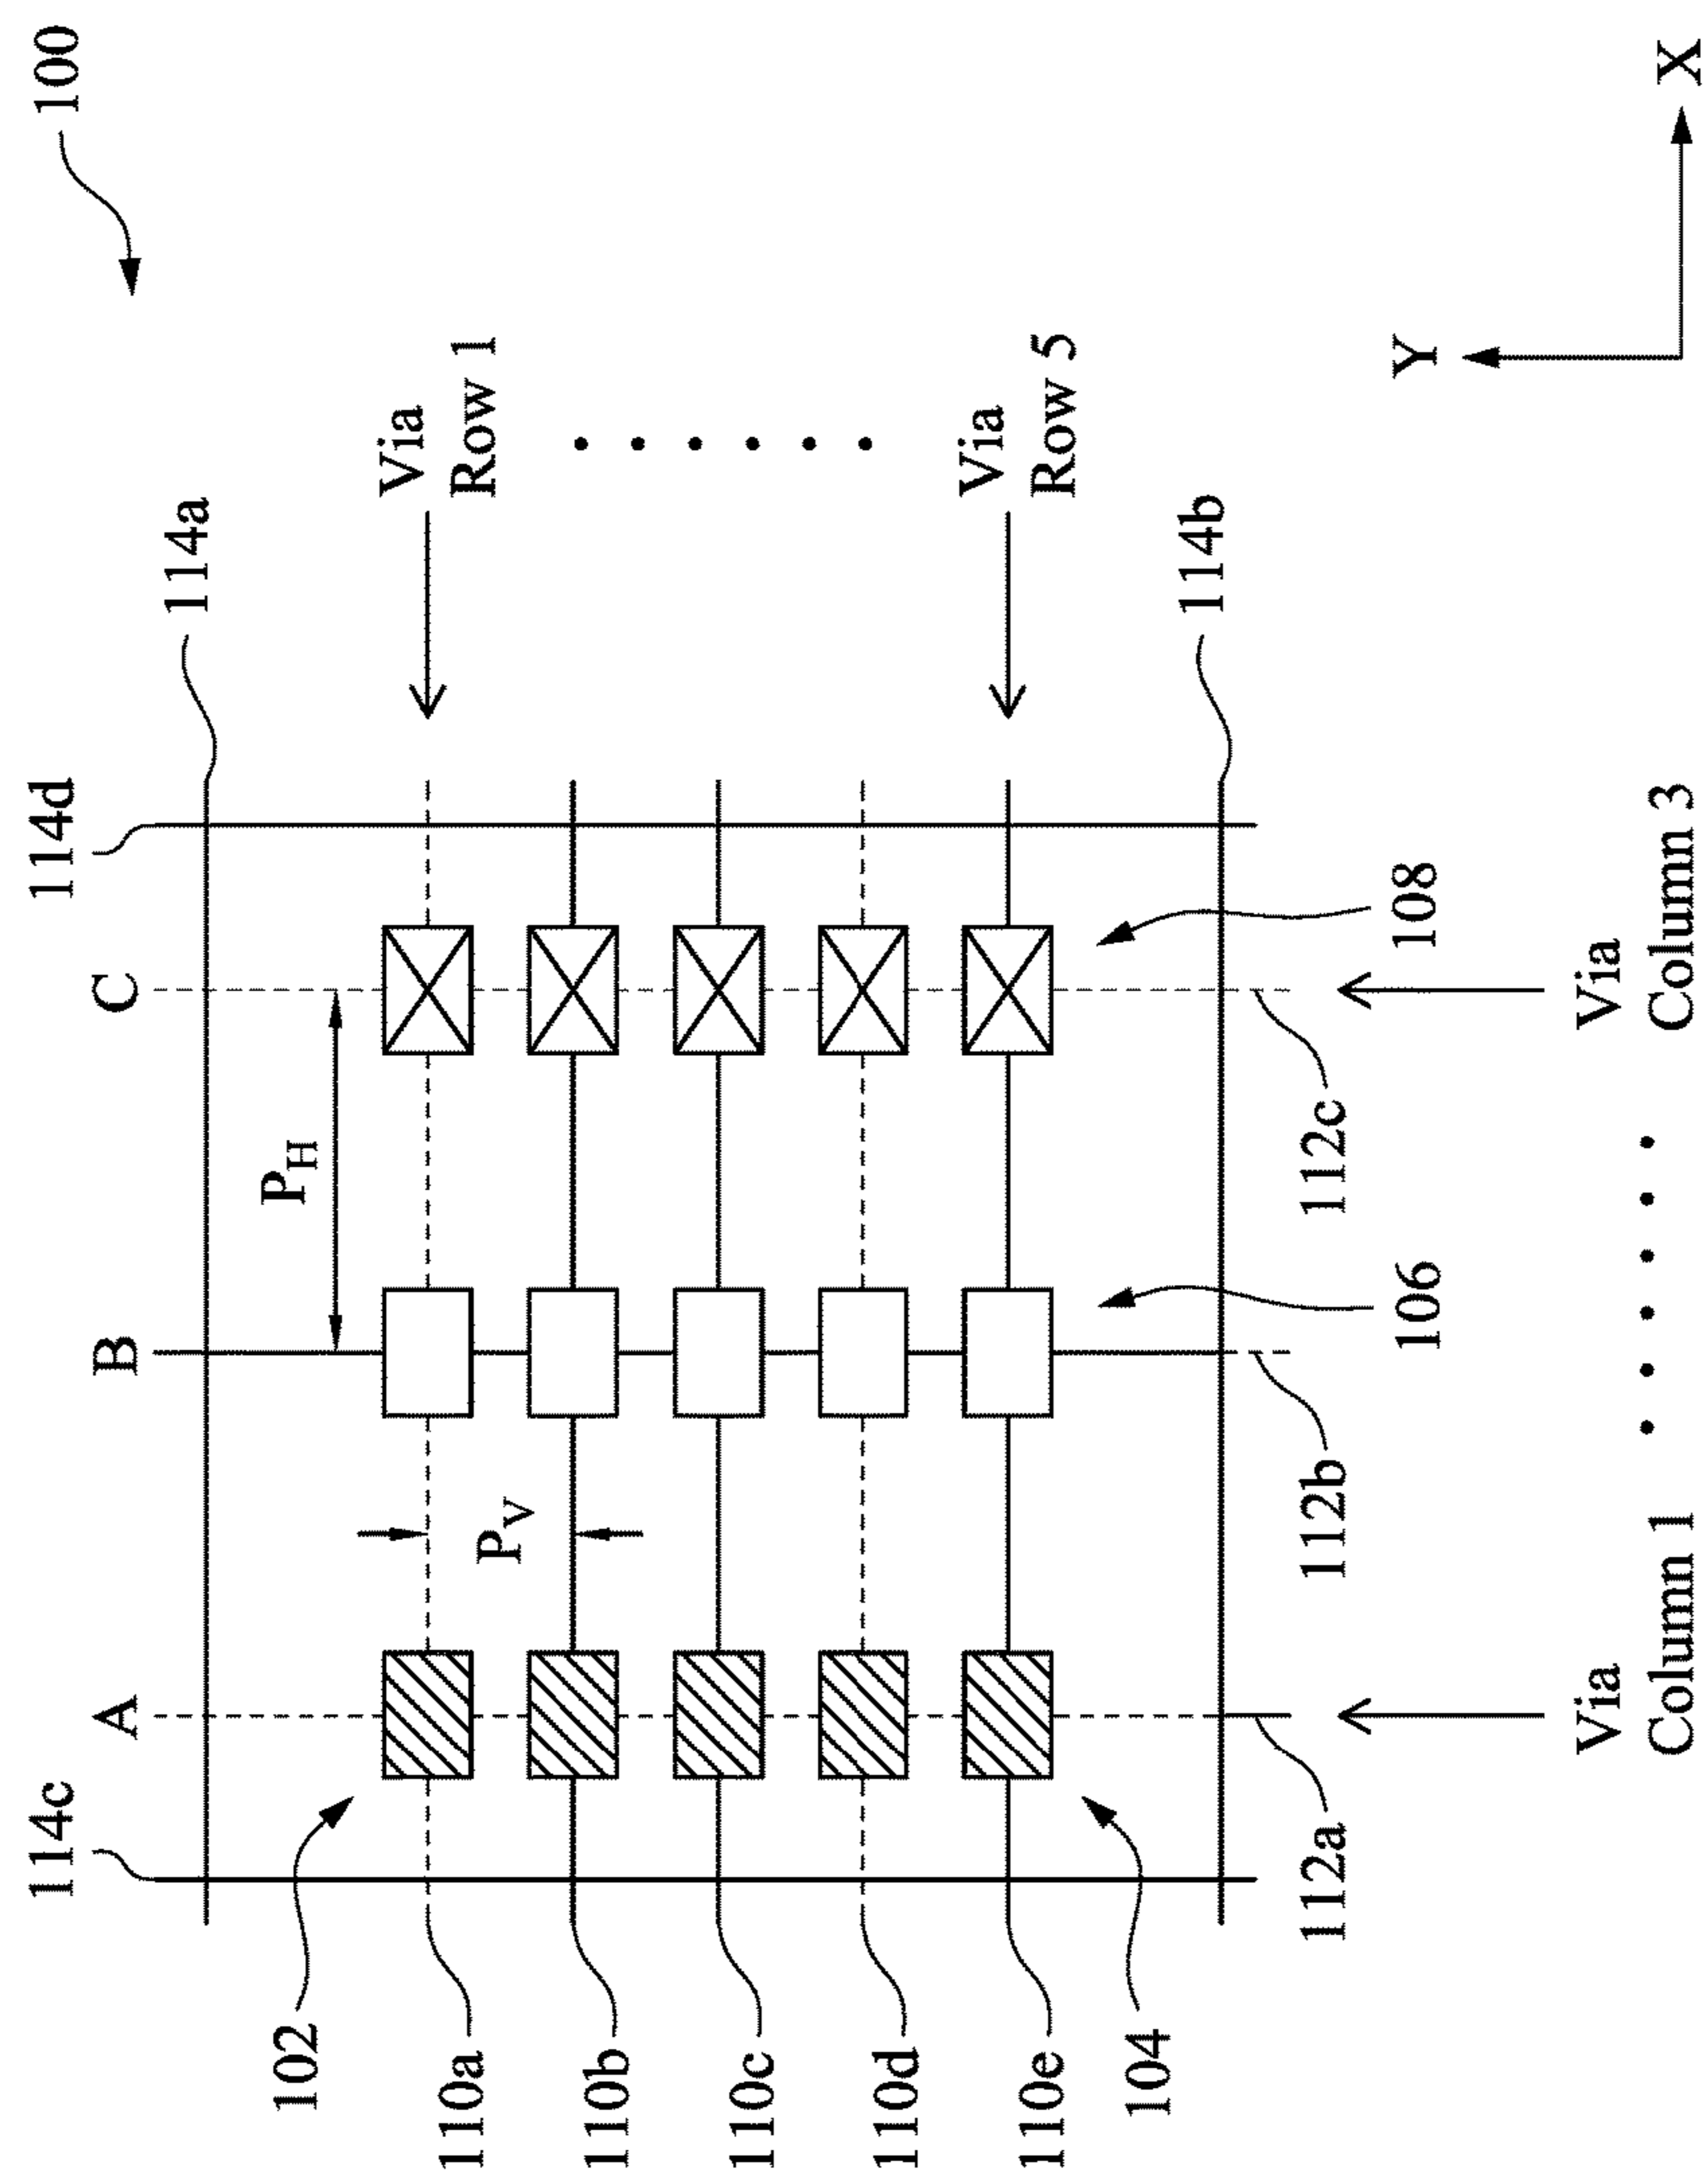 100
114c
114d
A
B
C
114a
102
P_H
Via
Row 1
110a
P_V
110b
110c
110d
110e
Via
Row 5
104
114b
112a
112b
112c
106
108
Y
X
Via
Column 1
Via
Column 3